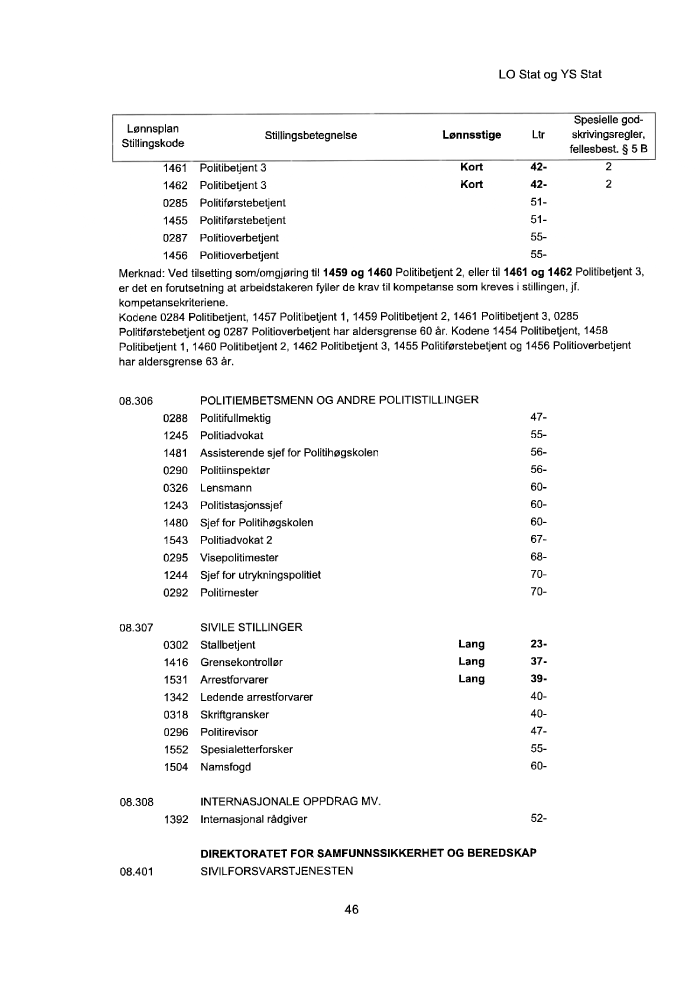 LO Stat og YS Stat
Lønnsplan
Stillingskode
Stillingsbetegnelse
Lønnsstige
Ltr
Spesielle god-
skrivingsregler,
fellesbest. § 5 B
1461 Politibetjent 3 Kort 42- 2
1462 Politibetjent 3 Kort 42- 2
0285 Politiførstebetjent 51-
1455 Politiførstebetjent 51-
0287 Politioverbetjent 55-
1456 Politioverbetjent 55-
Merknad: Ved tilsetting som/omgjøring til 1459 og 1460 Politibetjent 2, eller til 1461 og 1462 Politibetjent 3,
er det en forutsetning at arbeidstakeren fyller de krav til kompetanse som kreves i stillingen, jf.
kompetansekriteriene.
Kodene 0284 Politibetjent, 1457 Politibetjent 1, 1459 Politibetjent 2, 1461 Politibetjent 3, 0285
Politiførstebetjent og 0287 Politioverbetjent har aldersgrense 60 år. Kodene 1454 Politibetjent, 1458
Politibetjent 1, 1460 Politibetjent 2, 1462 Politibetjent 3, 1455 Politiførstebetjent og 1456 Politioverbetjent
har aldersgrense 63 år.
08.306 POLITIEMBETSMENN OG ANDRE POLITISTILLINGER
0288 Politifullmektig 47-
1245 Politiadvokat 55-
1481 Assisterende sjef for Politihøgskolen 56-
0290 Politiinspektør 56-
0326 Lensmann 60-
1243 Politistasjonssjef 60-
1480 Sjef for Politihøgskolen 60-
1543 Politiadvokat 2 67-
0295 Visepolitimester 68-
1244 Sjef for utrykningspolitiet 70-
0292 Politimester 70-
08.307 SIVILE STILLINGER
0302 Stallbetjent Lang 23-
1416 Grensekontrollør Lang 37-
1531 Arrestforvarer Lang 39-
1342 Ledende arrestforvarer 40-
0318 Skriftgransker 40-
0296 Politirevisor 47-
1552 Spesialetterforsker 55-
1504 Namsfogd 60-
08.308 INTERNASJONALE OPPDRAG MV.
1392 Internasjonal rådgiver 52-
DIREKTORATET FOR SAMFUNNSSIKKERHET OG BEREDSKAP
08.401 SIVILFORSVARSTJENESTEN
46